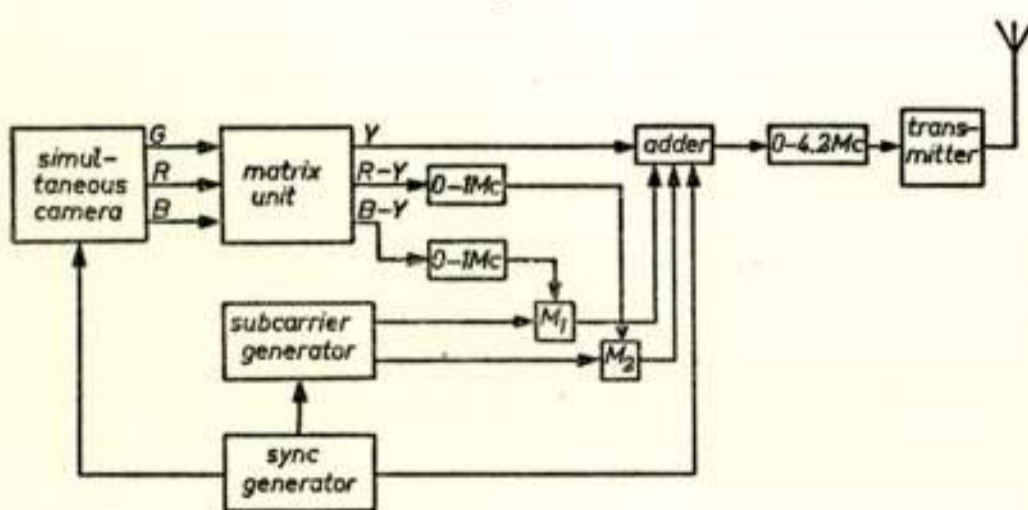 simul-
taneous
camera
G
R
B
matrix
unit
Y
R-Y
B-Y
0-1Mc
0-1Mc
adder
0-4,2Mc
trans-
mitter
M1
M2
subcarrier
generator
sync
generator